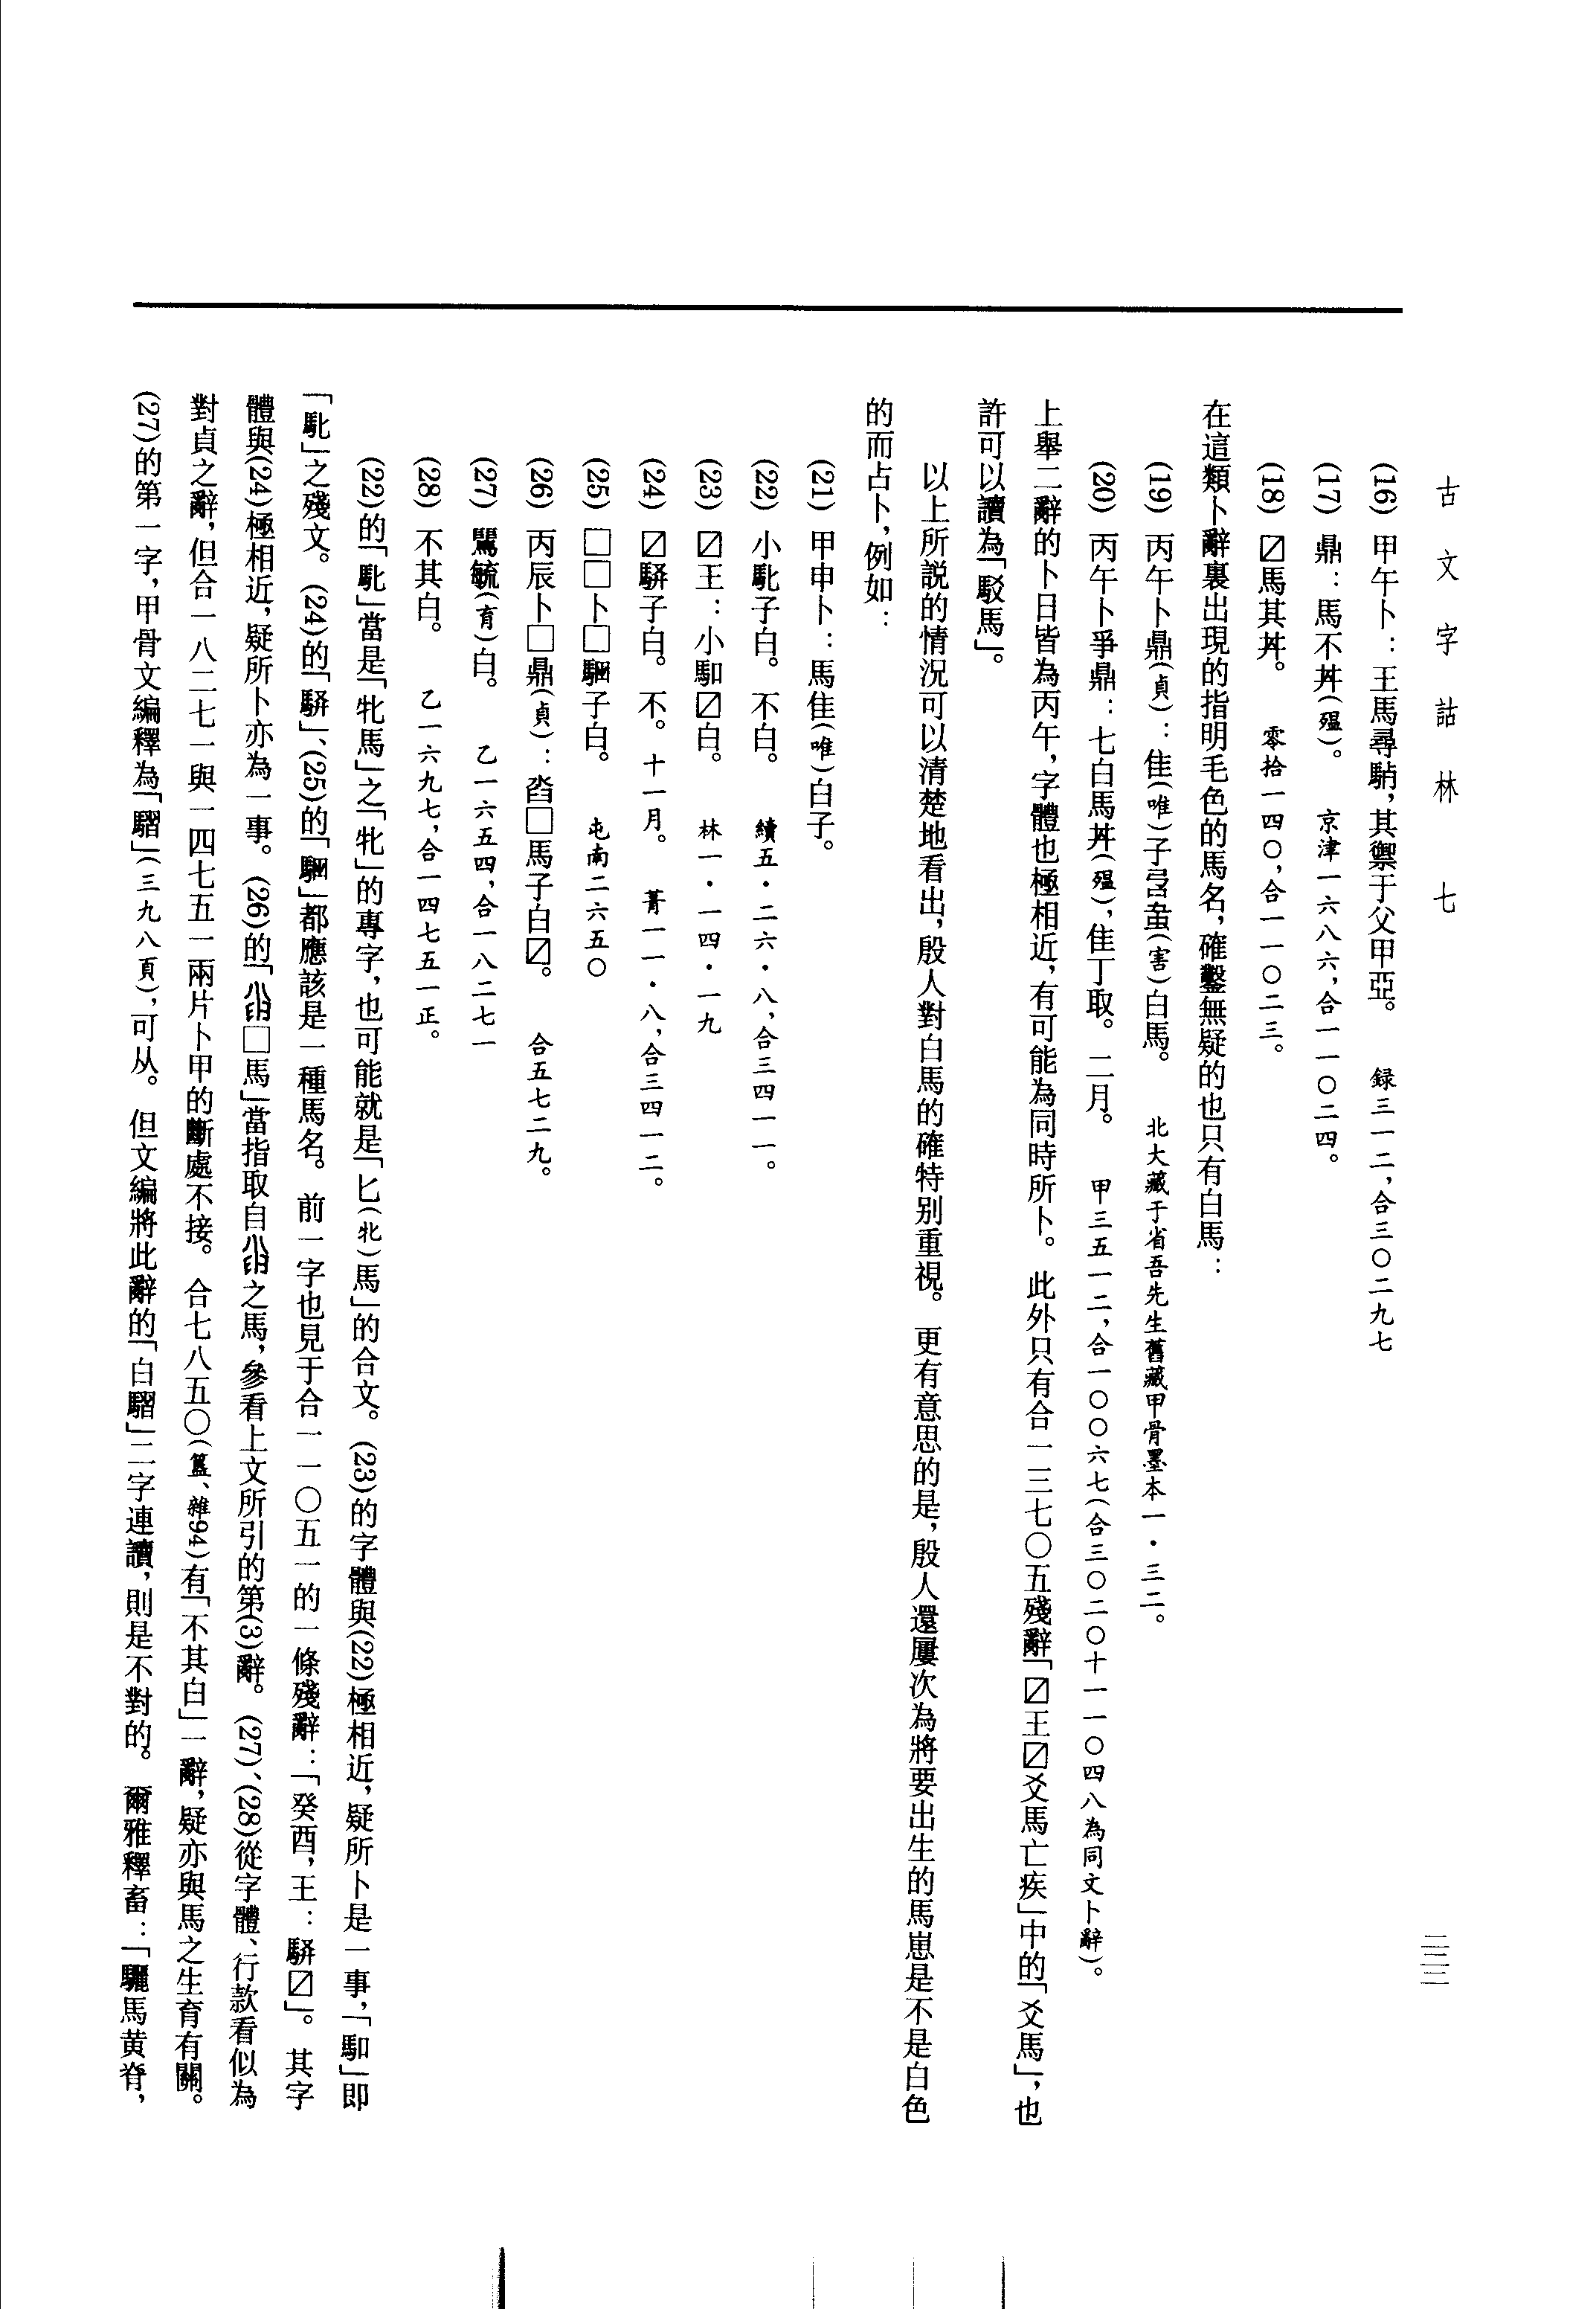 古文字詁林　七
二三二
(16) 甲午卜：王馬尋，其禦于父甲亞。　録三一二，合三〇二九七
(17) 鼎：馬不㞋(殟)。　京津一六八六，合一一〇二四。
(18) 〼馬其。　零拾一四〇，合一一〇二三。
在這類卜辭裏出現的指明毛色的馬名，確鑿無疑的也只有白馬：
(19) 丙午卜鼎(貞)：隹(唯)子(害)白馬。　北大藏于省吾先生舊藏甲骨墨本一·三二。
(20) 丙午卜爭鼎：七白馬(殟)，隹丁取。二月。　甲三五一二，合一〇〇六七(合三〇二〇十一一〇四八為同文卜辭)。
上舉二辭的卜日皆為丙午，字體也極相近，有可能為同時所卜。此外只有合一三七〇五殘辭「〼王〼爻馬亡疾」中的「爻馬」，也
許可以讀為「駁馬」。
以上所説的情況可以清楚地看出，殷人對白馬的確特别重視。更有意思的是，殷人還屢次為將要出生的馬崽是不是白色
的而占卜，例如：
(21) 甲申卜：馬隹(唯)白子。
(22) 小馳子白。不白。　續五·二六·八，合三四一一。
(23) 〼王：小〼白。　林一·一四·一九
(24) 〼騈子白。不。十一月。　菁一一·八，合三四一二。
(25) □□卜□子白。　屯南二六五〇
(26) 丙辰卜□鼎(貞)：□馬子白〼。　合五七二九。
(27) 毓(育)白。　乙一六五四，合一八二七一
(28) 不其白。　乙一六九七，合一四七五一正。
(22)的「」當是「牝馬」之「牝」的專字，也可能就是「匕(牝)馬」的合文。(23)的字體與(22)極相近，疑所卜是一事，「」即
「」之殘文。(24)的「騈」、(25)的「」都應該是一種馬名。前一字也見于合一一〇五一的一條殘辭：「癸酉，王：騈〼」。其字
體與(24)極相近，疑所卜亦為一事。(26)的「□馬」當指取自之馬，參看上文所引的第(3)辭。(27)、(28)從字體、行款看似為
對貞之辭，但合一八二七一與一四七五一兩片卜甲的斷處不接。合七八五〇(簠、雜94)有「不其白」一辭，疑亦與馬之生育有關。
(27)的第一字，甲骨文編釋為「騽」(三九八頁)，可从。但文編將此辭的「白騽」二字連讀，則是不對的。爾雅釋畜：「驪馬黄脊，